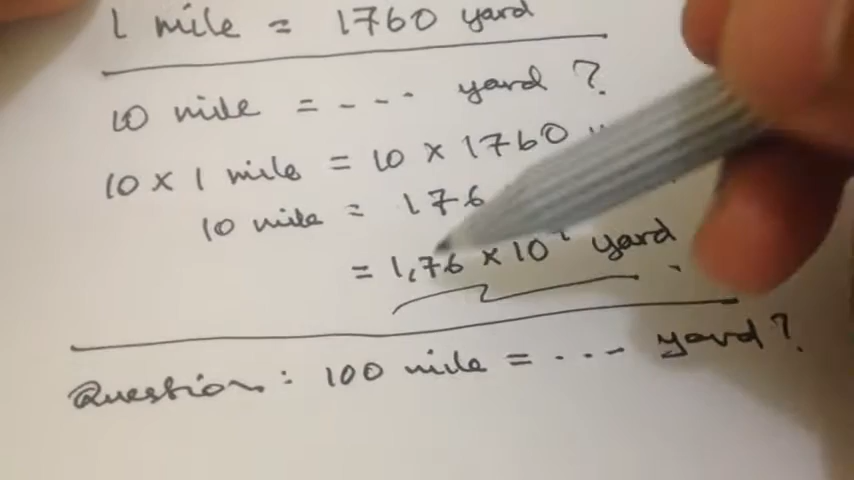 1 mile = 1760 yard
10 mile = --- yard ?
10 × 1 mile = 10 × 1760
10 mile = 176
= 1,76 × 10² yard
Question: 100 mile = --- yard?